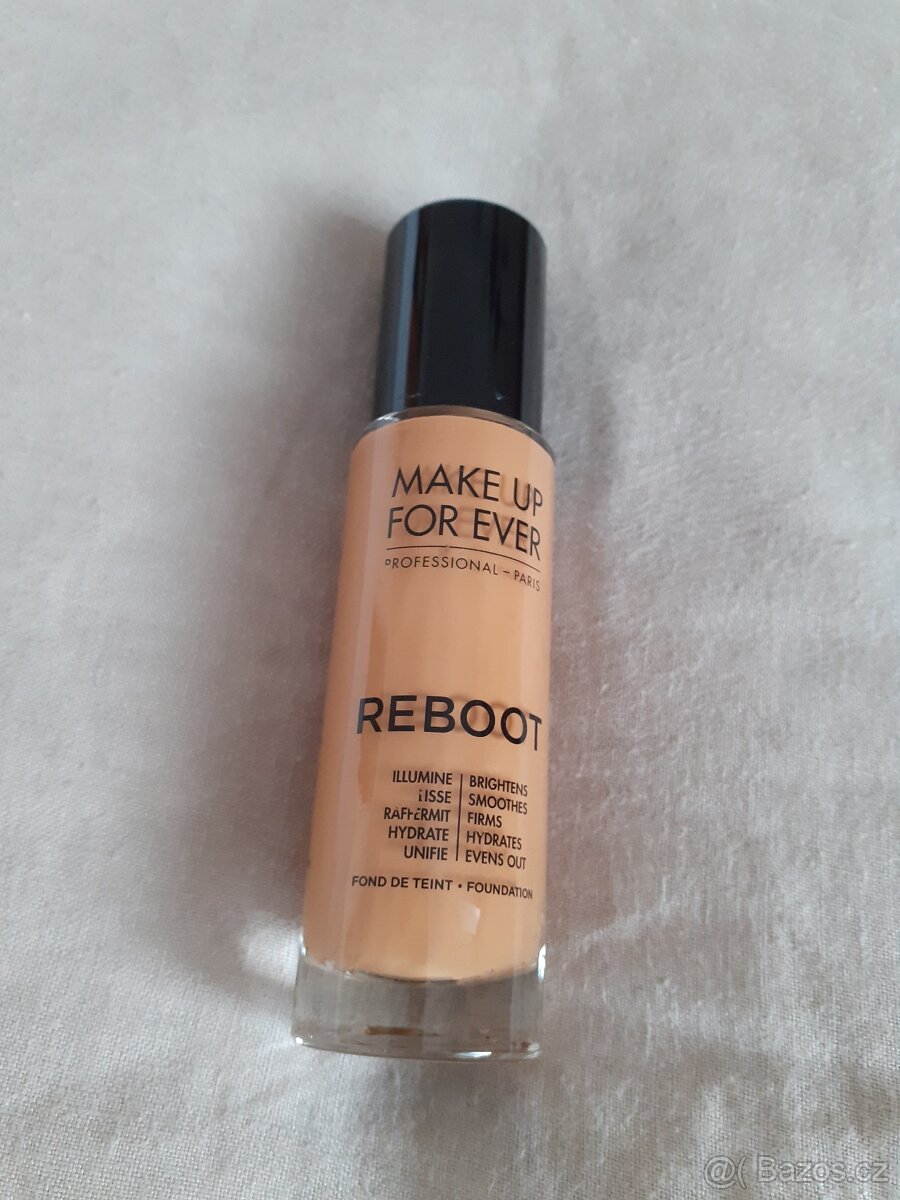 MAKE UP
FOR EVER
PROFESSIONAL – PARIS
REBOOT
ILLUMINE | BRIGHTENS
LISSE | SMOOTHES
RAFFERMIT | FIRMS
HYDRATE | HYDRATES
UNIFIE | EVENS OUT
FOND DE TEINT • FOUNDATION
@( Bazos.cz